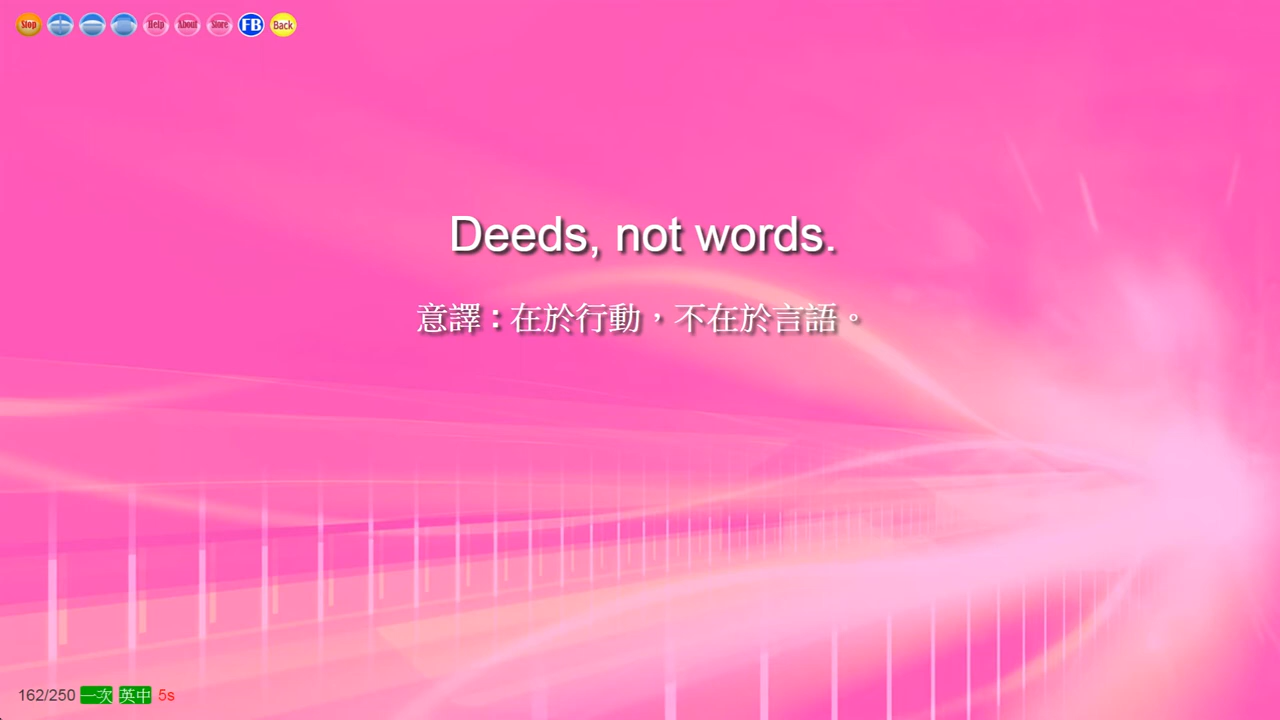 Stop Help About Store FB Back
Deeds, not words.
意譯：在於行動，不在於言語。
162/250 一次 英中 5s